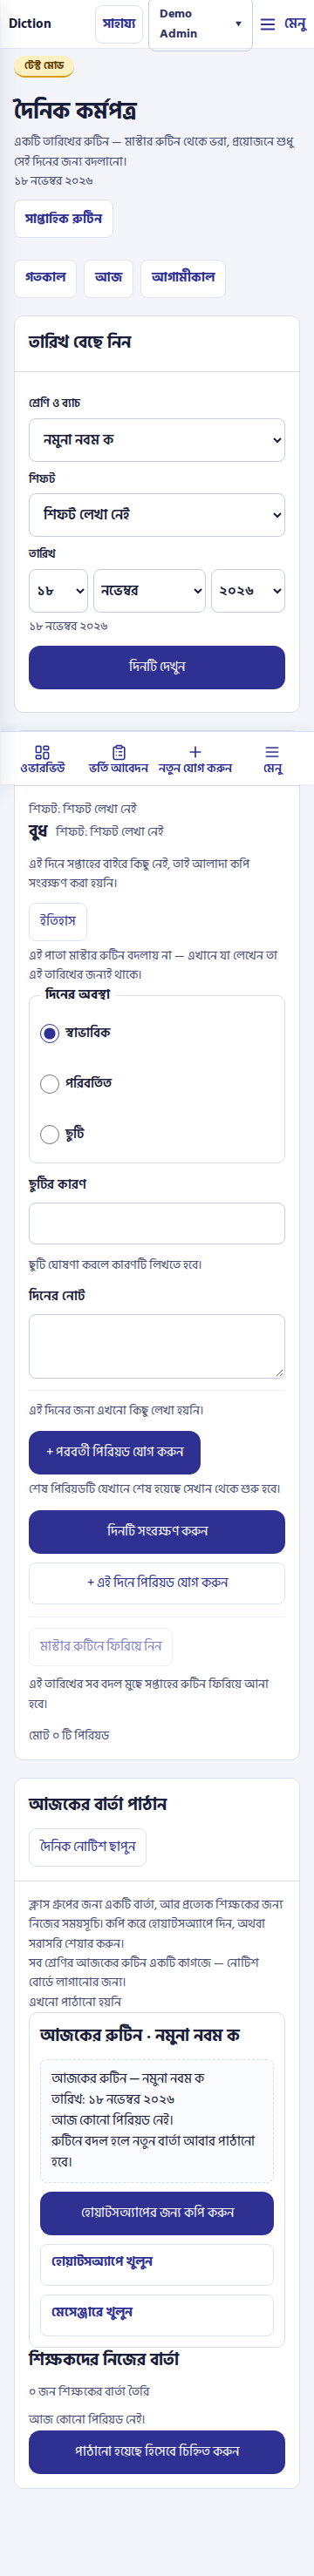 Diction
সাহায্য
Demo
Admin
মেনু
টেস্ট মোড
দৈনিক কর্মপত্র
একটি তারিখের রুটিন — মাস্টার রুটিন থেকে ভরা, প্রয়োজনে শুধু
সেই দিনের জন্য বদলানো।
১৮ নভেম্বর ২০২৬
সাপ্তাহিক রুটিন
গতকাল
আজ
আগামীকাল
তারিখ বেছে নিন
শ্রেণি ও ব্যাচ
নমুনা নবম ক
শিফট
শিফট লেখা নেই
তারিখ
১৮
নভেম্বর
২০২৬
১৮ নভেম্বর ২০২৬
দিনটি দেখুন
ওভারভিউ
ভর্তি আবেদন
নতুন যোগ করুন
মেনু
শিফট: শিফট লেখা নেই
বুধ শিফট: শিফট লেখা নেই
এই দিনে সপ্তাহের বাইরে কিছু নেই, তাই আলাদা কপি
সংরক্ষণ করা হয়নি।
ইতিহাস
এই পাতা মাস্টার রুটিন বদলায় না — এখানে যা লেখেন তা
এই তারিখের জন্যই থাকে।
দিনের অবস্থা
স্বাভাবিক
পরিবর্তিত
ছুটি
ছুটির কারণ
ছুটি ঘোষণা করলে কারণটি লিখতে হবে।
দিনের নোট
এই দিনের জন্য এখনো কিছু লেখা হয়নি।
+ পরবর্তী পিরিয়ড যোগ করুন
শেষ পিরিয়ডটি যেখানে শেষ হয়েছে সেখান থেকে শুরু হবে।
দিনটি সংরক্ষণ করুন
+ এই দিনে পিরিয়ড যোগ করুন
মাস্টার রুটিনে ফিরিয়ে নিন
এই তারিখের সব বদল মুছে সপ্তাহের রুটিন ফিরিয়ে আনা
হবে।
মোট ০ টি পিরিয়ড
আজকের বার্তা পাঠান
দৈনিক নোটিশ ছাপুন
ক্লাস গ্রুপের জন্য একটি বার্তা, আর প্রত্যেক শিক্ষকের জন্য
নিজের সময়সূচি। কপি করে হোয়াটসঅ্যাপে দিন, অথবা
সরাসরি শেয়ার করুন।
সব শ্রেণির আজকের রুটিন একটি কাগজে — নোটিশ
বোর্ডে লাগানোর জন্য।
এখনো পাঠানো হয়নি
আজকের রুটিন · নমুনা নবম ক
আজকের রুটিন — নমুনা নবম ক
তারিখ: ১৮ নভেম্বর ২০২৬
আজ কোনো পিরিয়ড নেই।
রুটিনে বদল হলে নতুন বার্তা আবার পাঠানো
হবে।
হোয়াটসঅ্যাপের জন্য কপি করুন
হোয়াটসঅ্যাপে খুলুন
মেসেঞ্জারে খুলুন
শিক্ষকদের নিজের বার্তা
০ জন শিক্ষকের বার্তা তৈরি
আজ কোনো পিরিয়ড নেই।
পাঠানো হয়েছে হিসেবে চিহ্নিত করুন